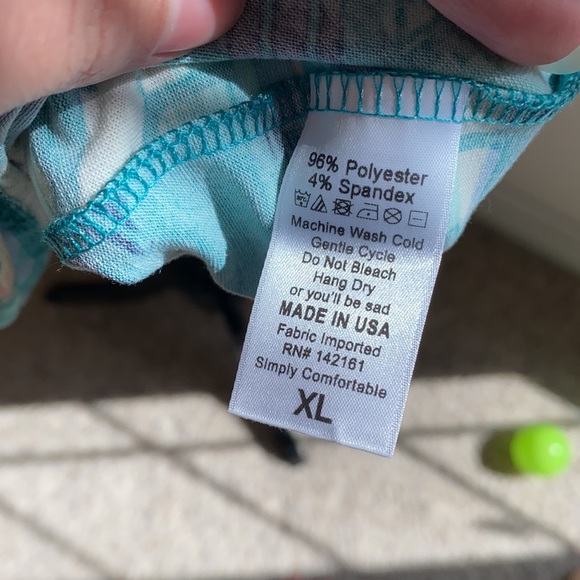 96% Polyester
4% Spandex
Machine Wash Cold
Gentle Cycle
Do Not Bleach
Hang Dry
or you'll be sad
MADE IN USA
Fabric Imported
RN# 142161
Simply Comfortable
XL